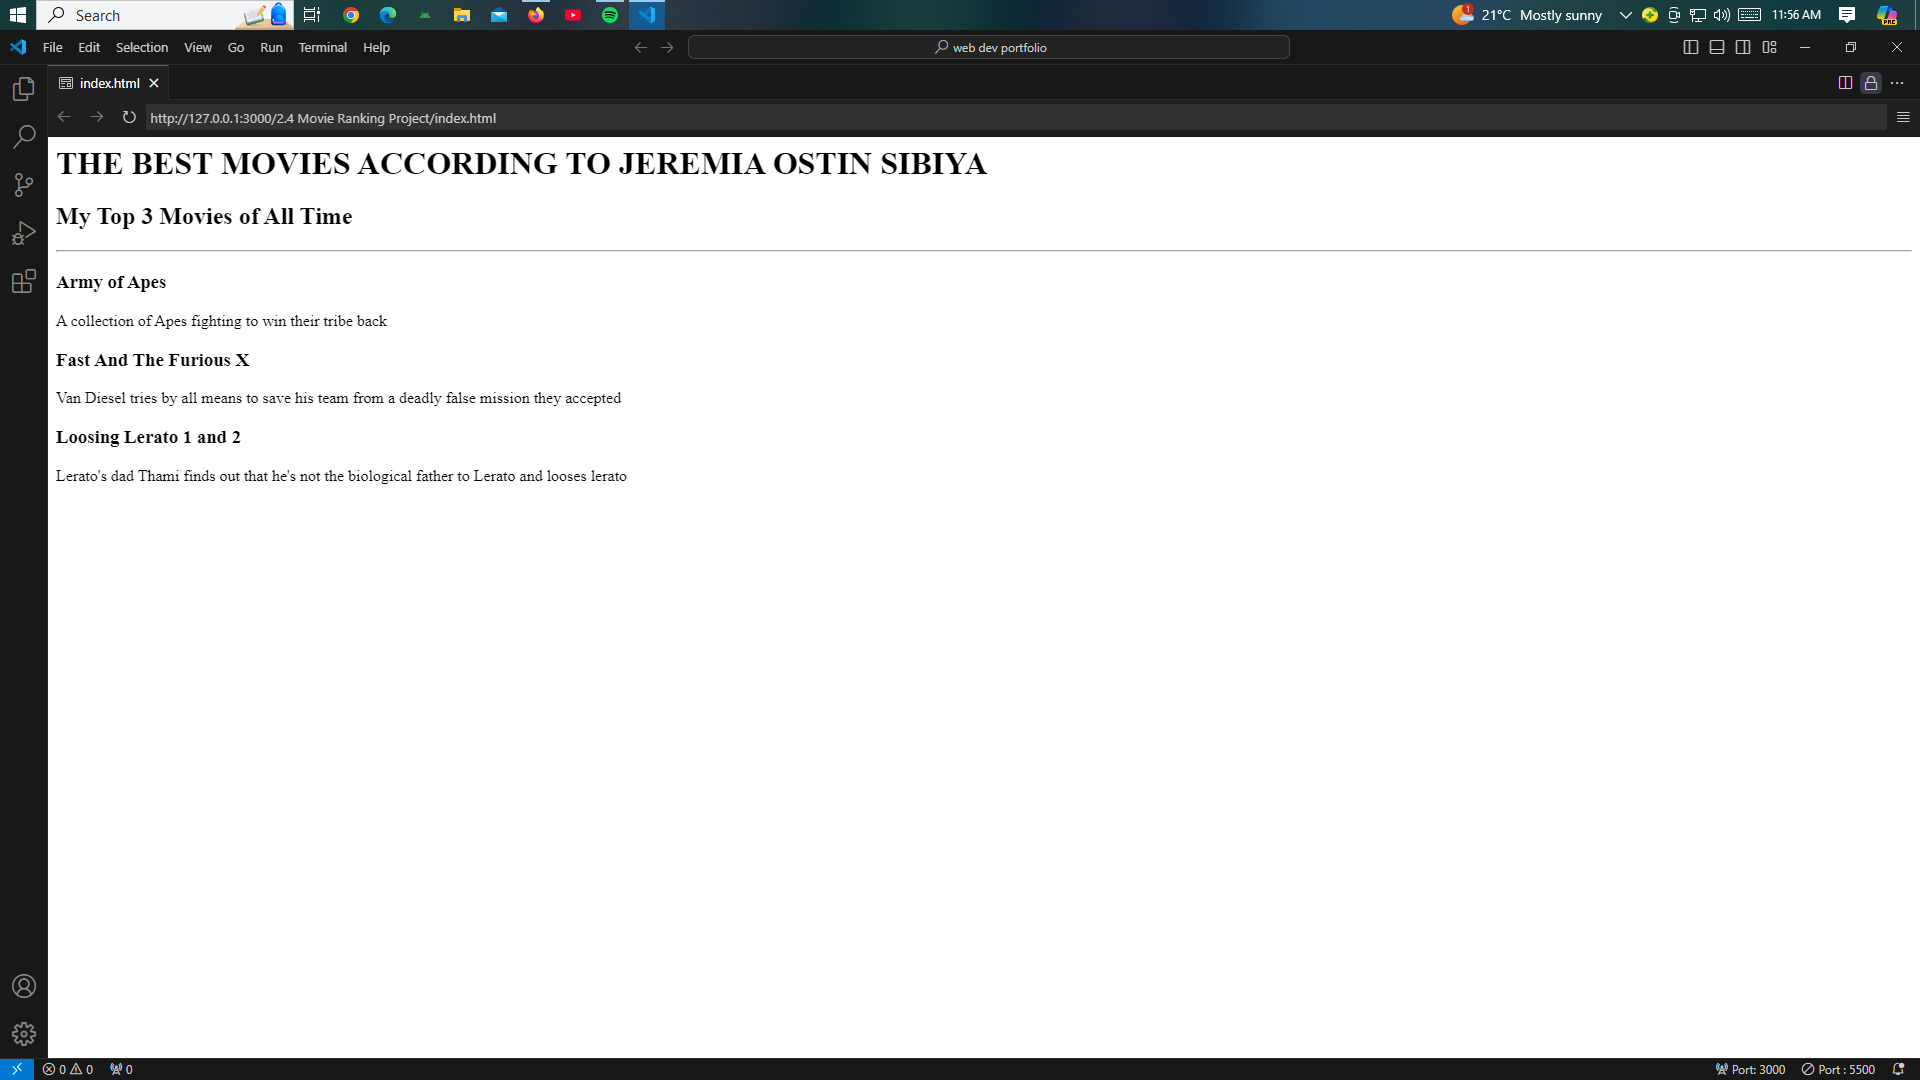 Search
1
21°C Mostly sunny
11:56 AM
PRE
File Edit Selection View Go Run Terminal Help
web dev portfolio
index.html
http://127.0.0.1:3000/2.4 Movie Ranking Project/index.html
THE BEST MOVIES ACCORDING TO JEREMIA OSTIN SIBIYA
My Top 3 Movies of All Time
Army of Apes
A collection of Apes fighting to win their tribe back
Fast And The Furious X
Van Diesel tries by all means to save his team from a deadly false mission they accepted
Loosing Lerato 1 and 2
Lerato's dad Thami finds out that he's not the biological father to Lerato and looses lerato
0 0 0
Port: 3000
Port : 5500